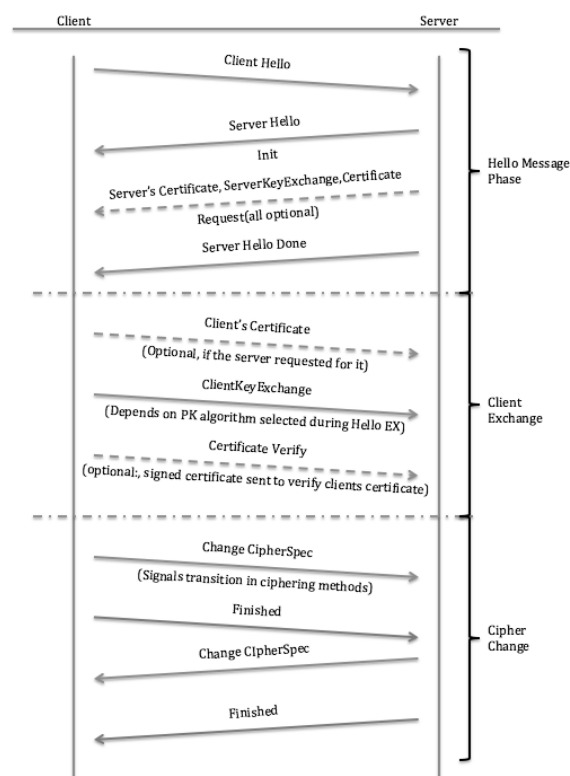 Client
Server
Client Hello
Server Hello
Init
Server's Certificate, ServerKeyExchange,Certificate
Request(all optional)
Server Hello Done
Hello Message
Phase
Client's Certificate
(Optional, if the server requested for it)
ClientKeyExchange
(Depends on PK algorithm selected during Hello EX)
Certificate Verify
(optional:, signed certificate sent to verify clients certificate)
Client
Exchange
Change CipherSpec
(Signals transition in ciphering methods)
Finished
Change CIpherSpec
Finished
Cipher
Change